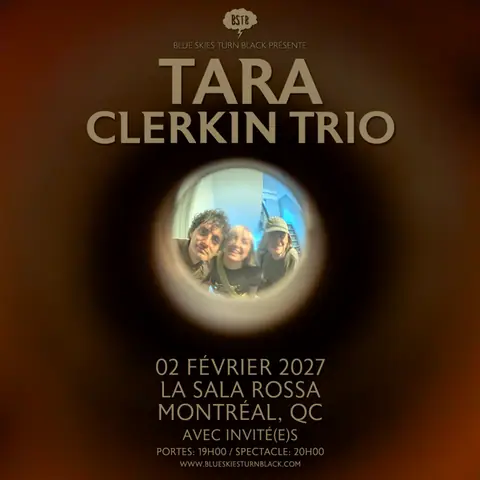 BSTB
BLUE SKIES TURN BLACK PRÉSENTE
TARA
CLERKIN TRIO
02 FÉVRIER 2027
LA SALA ROSSA
MONTRÉAL, QC
AVEC INVITÉ(E)S
PORTES: 19H00 / SPECTACLE: 20H00
WWW.BLUESKIESTURNBLACK.COM